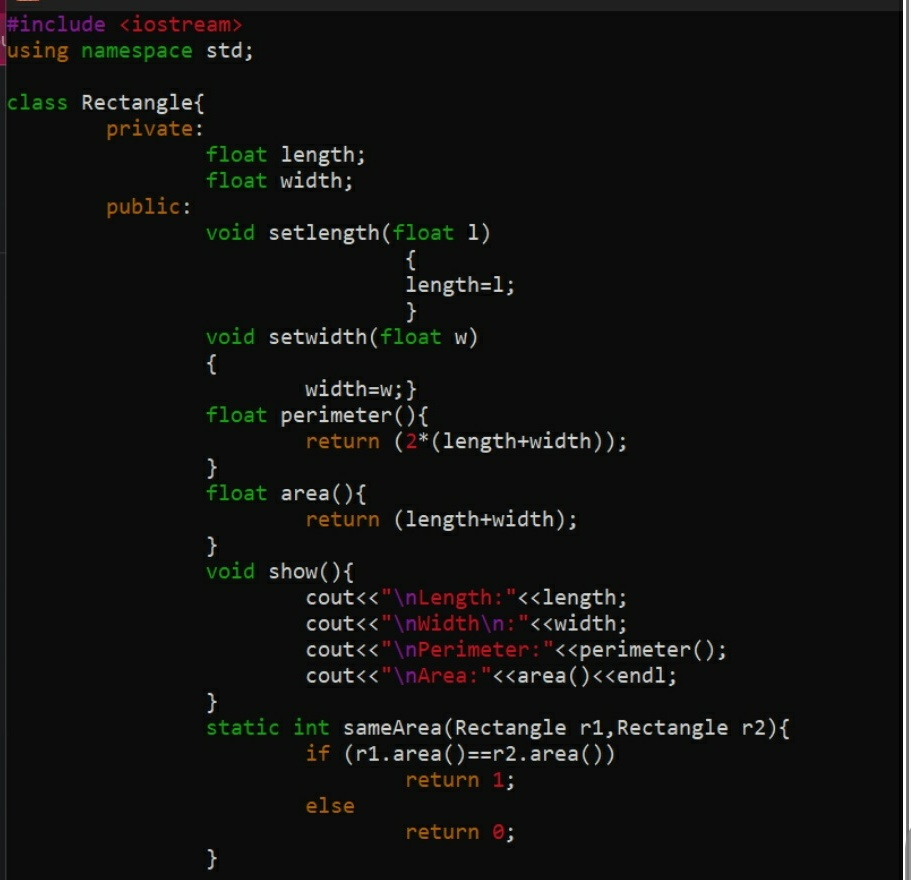 #include <iostream>
using namespace std;
class Rectangle{
private:
float length;
float width;
public:
void setlength(float l)
{
length=l;
}
void setwidth(float w)
{
width=w;}
float perimeter(){
return (2*(length+width));
}
float area(){
return (length+width);
}
void show(){
cout<<"\nLength:"<<length;
cout<<"\nWidth\n:"<<width;
cout<<"\nPerimeter:"<<perimeter();
cout<<"\nArea:"<<area()<<endl;
}
static int sameArea(Rectangle r1,Rectangle r2){
if (r1.area()==r2.area())
return 1;
else
return 0;
}